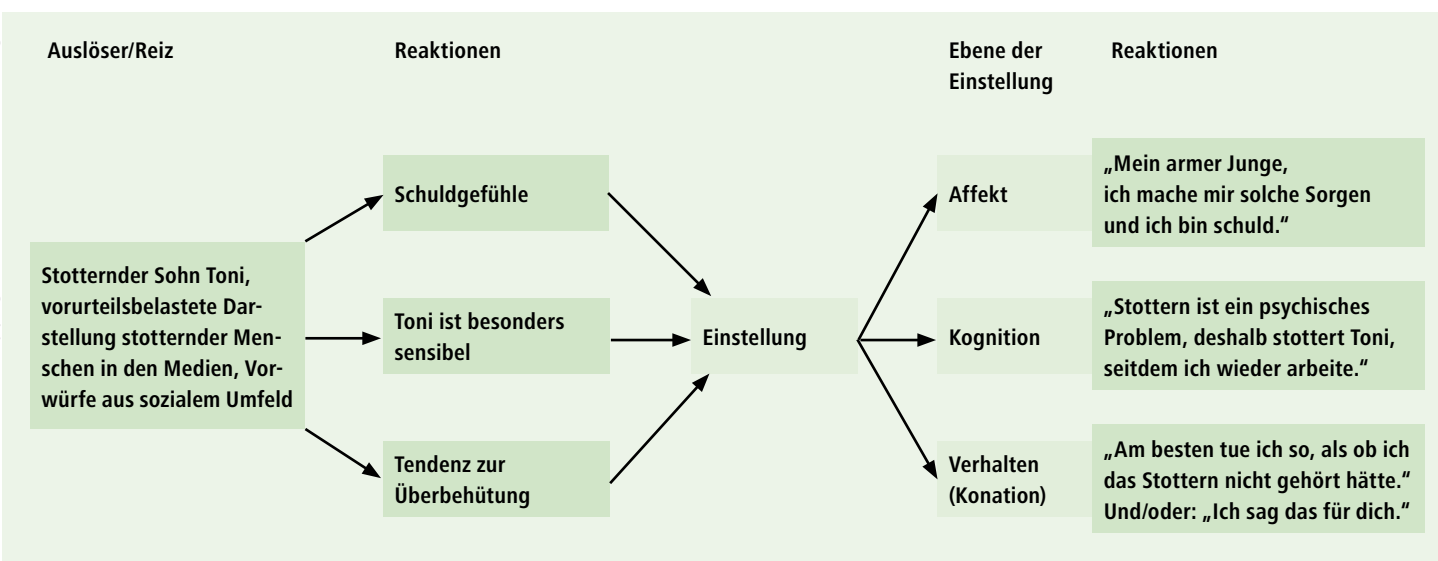 Auslöser/Reiz
Reaktionen
Ebene der
Einstellung
Reaktionen
Stotternder Sohn Toni,
vorurteilsbelastete Dar-
stellung stotternder Men-
schen in den Medien, Vor-
würfe aus sozialem Umfeld
Schuldgefühle
Toni ist besonders
sensibel
Tendenz zur
Überbehütung
Einstellung
Affekt
„Mein armer Junge,
ich mache mir solche Sorgen
und ich bin schuld.“
Kognition
„Stottern ist ein psychisches
Problem, deshalb stottert Toni,
seitdem ich wieder arbeite.“
Verhalten
(Konation)
„Am besten tue ich so, als ob ich
das Stottern nicht gehört hätte.“
Und/oder: „Ich sag das für dich.“